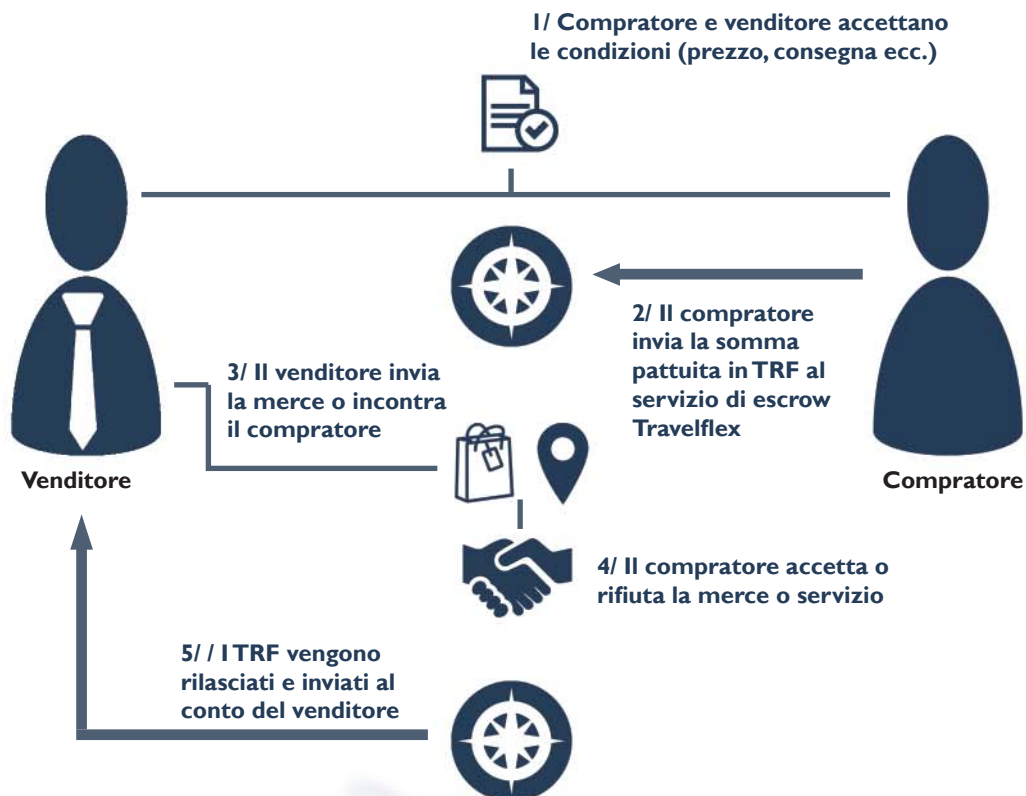 1/ Compratore e venditore accettano
le condizioni (prezzo, consegna ecc.)
2/ Il compratore
invia la somma
pattuita in TRF al
servizio di escrow
Travelflex
3/ Il venditore invia
la merce o incontra
il compratore
Venditore
Compratore
4/ Il compratore accetta o
rifiuta la merce o servizio
5/ / I TRF vengono
rilasciati e inviati al
conto del venditore